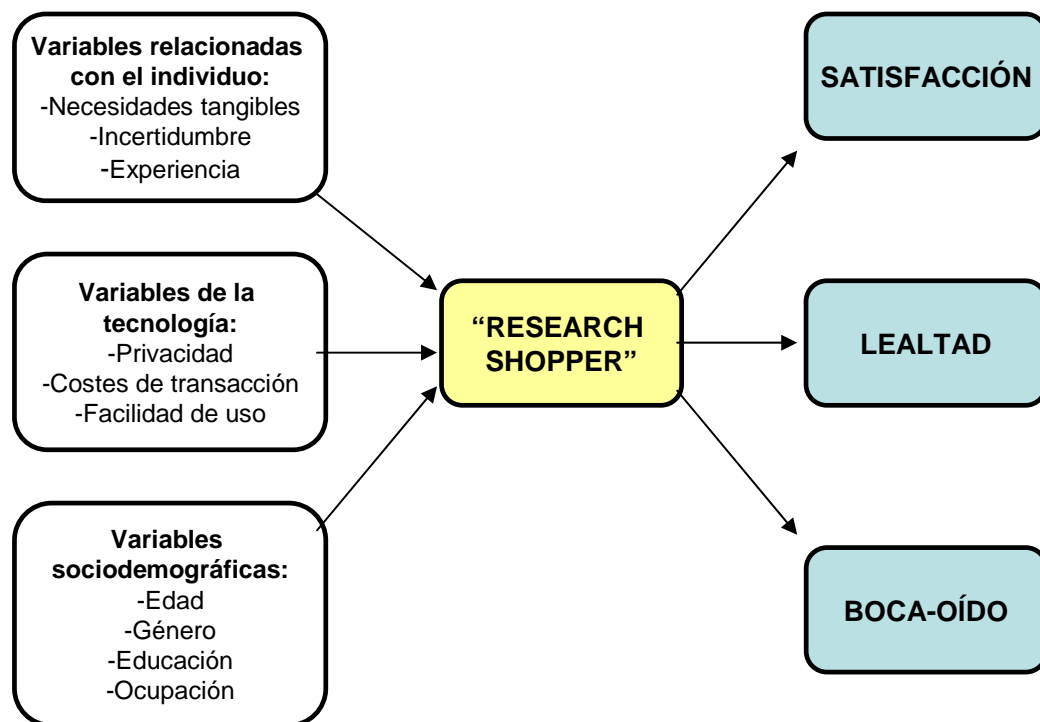 Variables relacionadas
con el individuo:
-Necesidades tangibles
-Incertidumbre
-Experiencia
Variables de la
tecnología:
-Privacidad
-Costes de transacción
-Facilidad de uso
Variables
sociodemográficas:
-Edad
-Género
-Educación
-Ocupación
“RESEARCH
SHOPPER”
SATISFACCIÓN
LEALTAD
BOCA-OÍDO